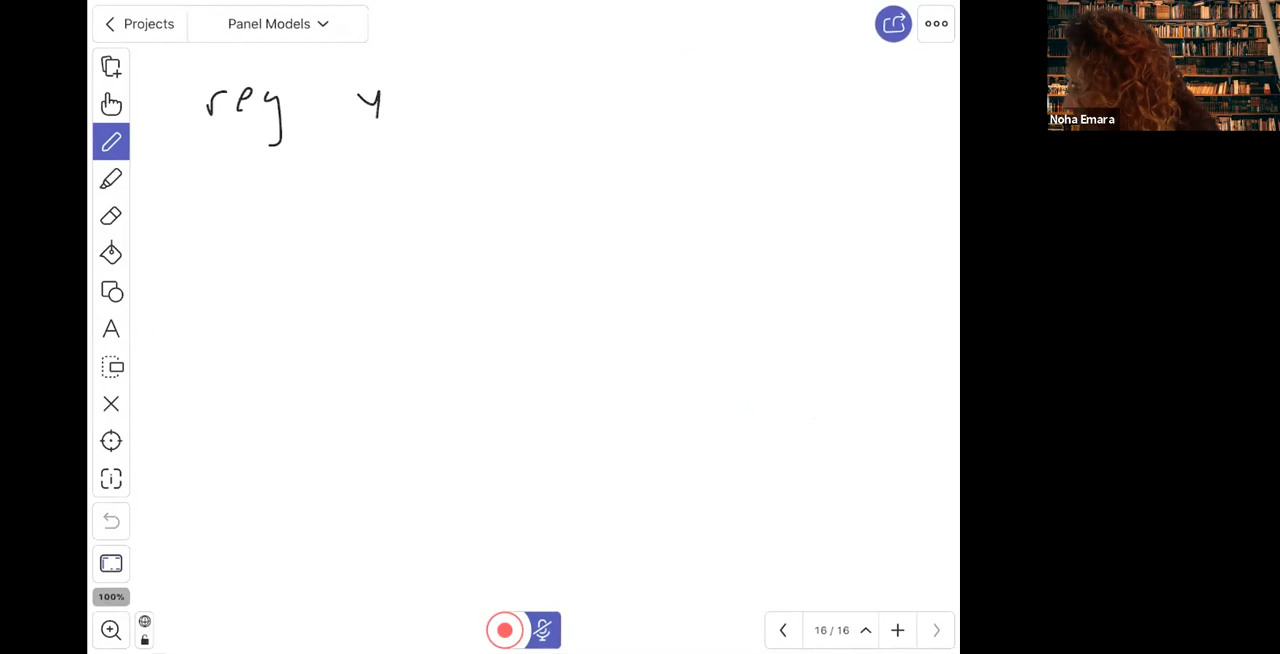 Projects
Panel Models
reg y
Noha Emara
100%
16 / 16